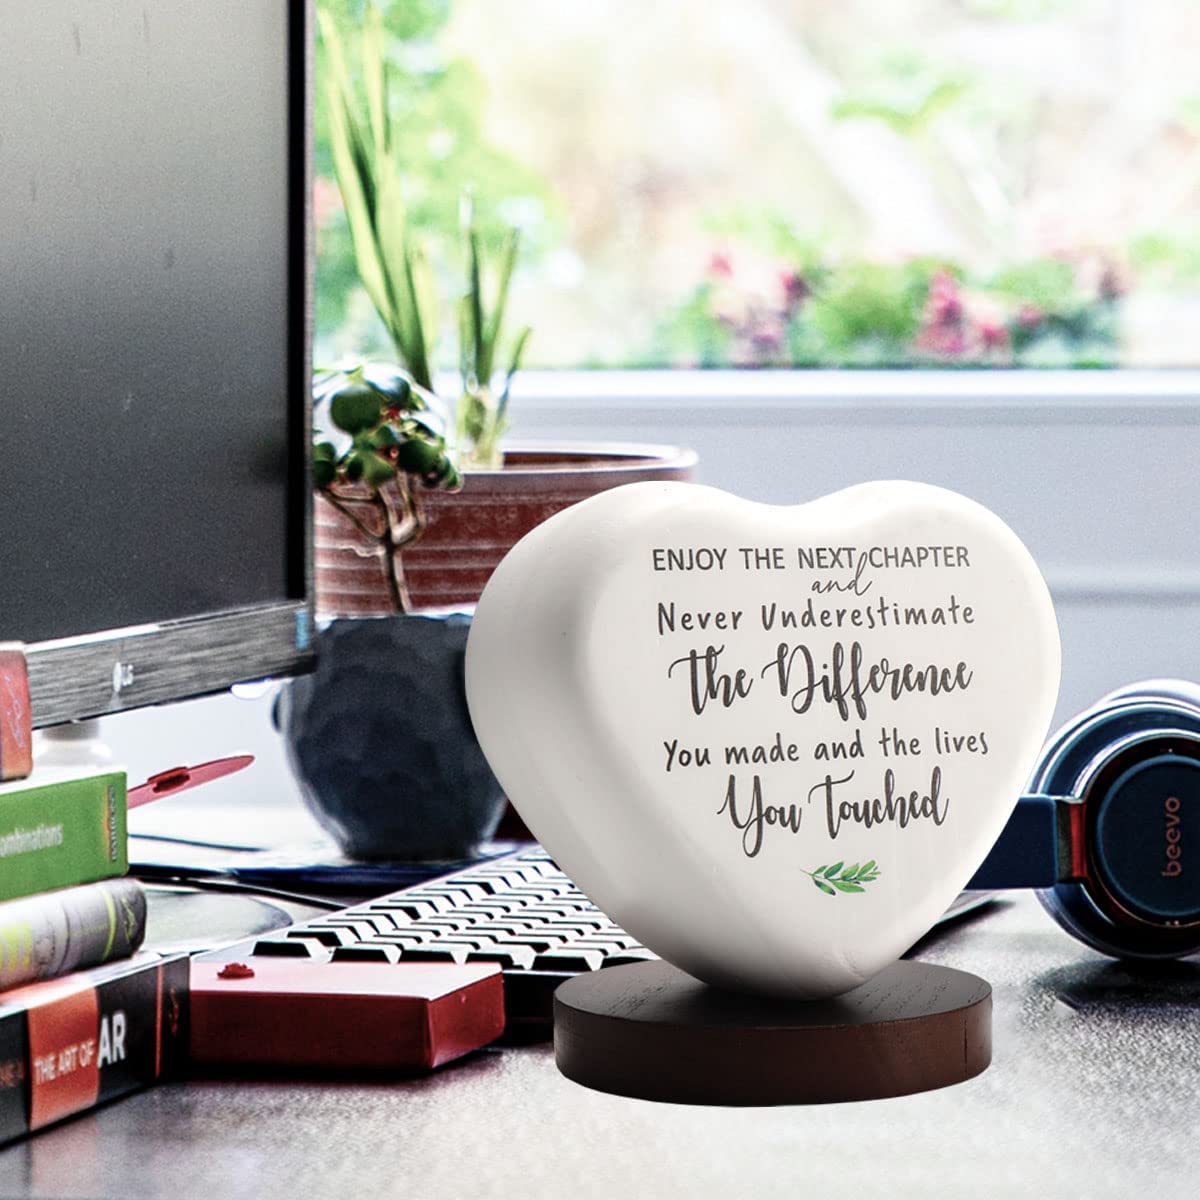 ENJOY THE NEXT CHAPTER
and
Never Underestimate
The Difference
You made and the lives
You Touched
LG
beevo
ombinations
THE ART OF AR